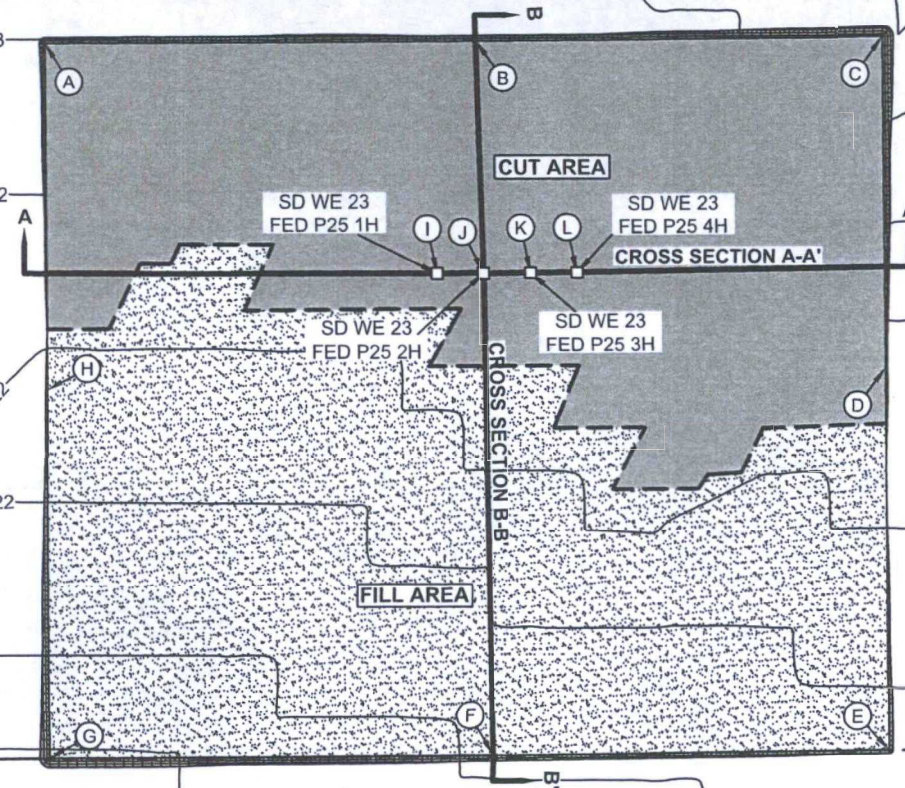 B
A
B
C
CUT AREA
A
SD WE 23
FED P25 1H
I
J
K
L
SD WE 23
FED P25 4H
CROSS SECTION A-A'
SD WE 23
FED P25 2H
SD WE 23
FED P25 3H
CROSS SECTION B-B'
H
D
22
FILL AREA
F
G
E
B'